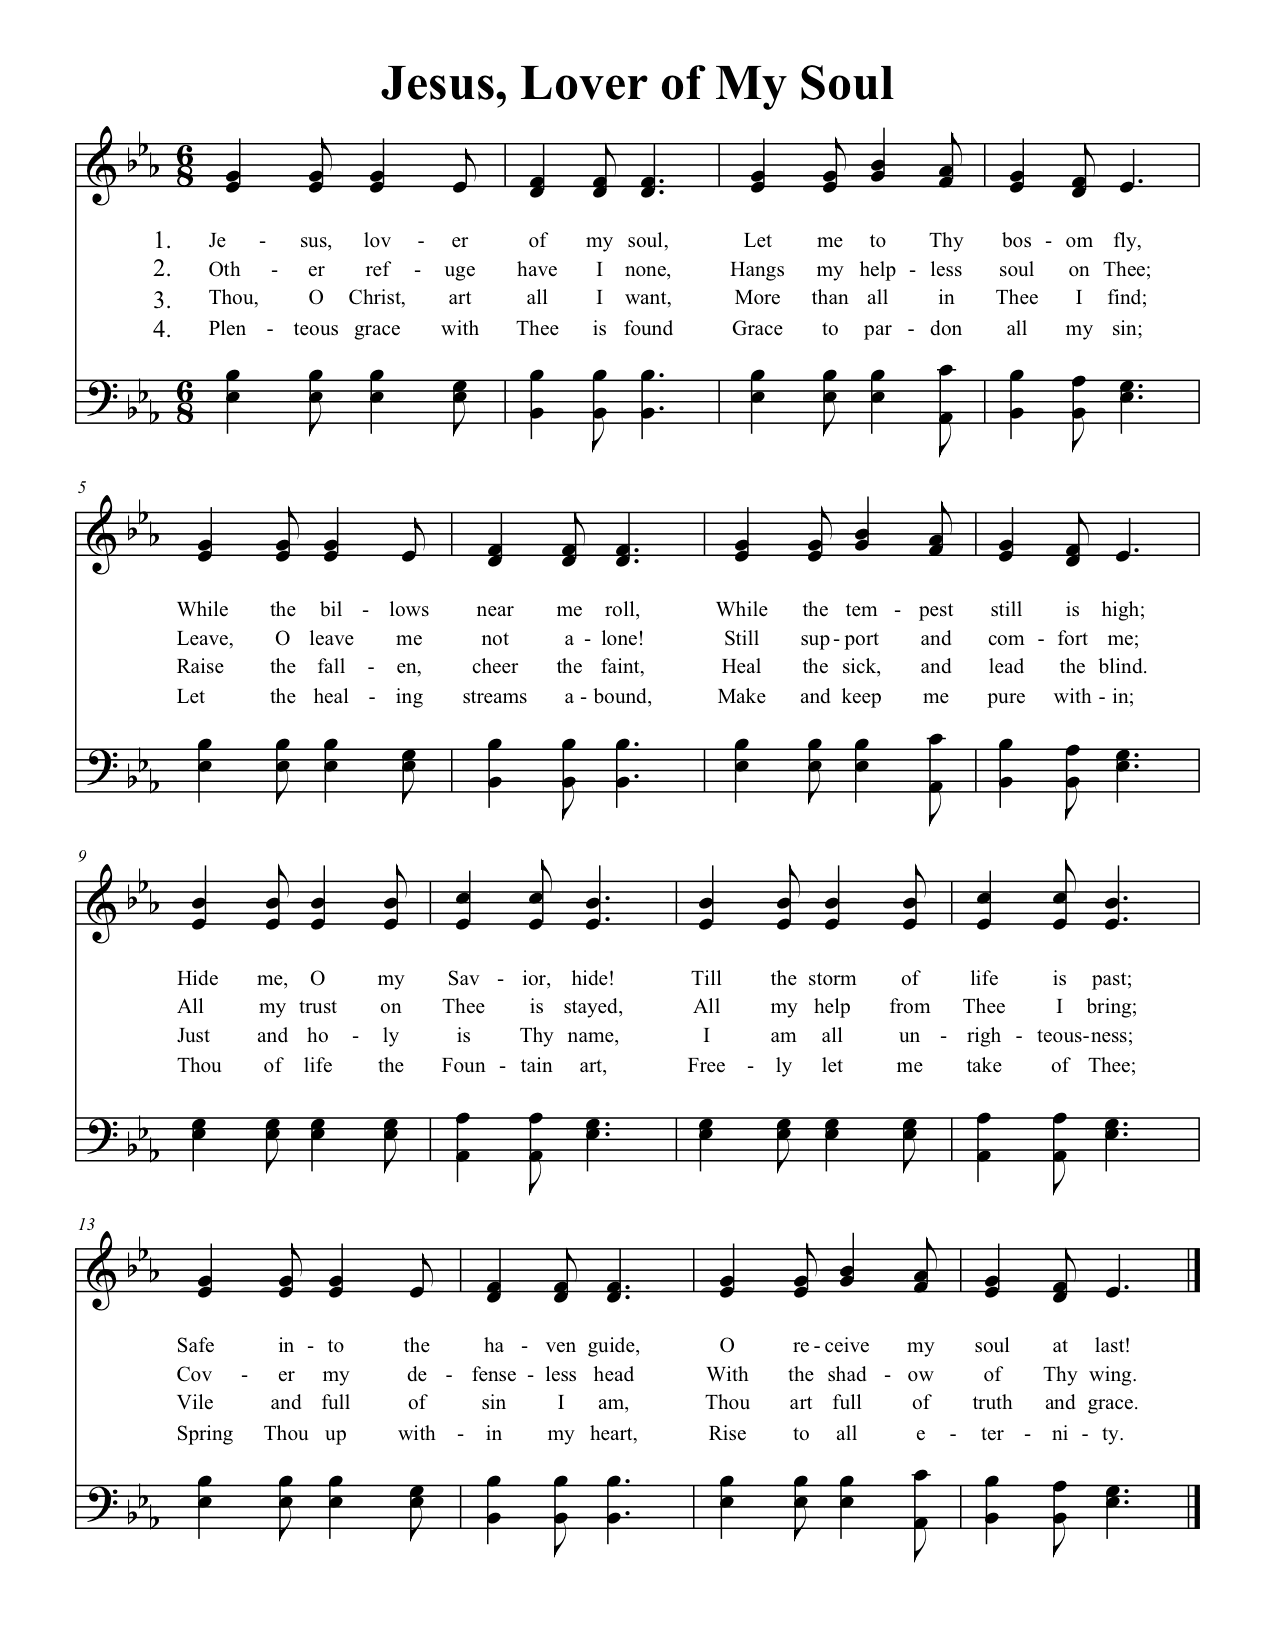 Jesus, Lover of My Soul
6
8
1. Je - sus, lov - er of my soul, Let me to Thy bos - om fly,
2. Oth - er ref - uge have I none, Hangs my help - less soul on Thee;
3. Thou, O Christ, art all I want, More than all in Thee I find;
4. Plen - teous grace with Thee is found Grace to par - don all my sin;
6
8
5
While the bil - lows near me roll, While the tem - pest still is high;
Leave, O leave me not a - lone! Still sup - port and com - fort me;
Raise the fall - en, cheer the faint, Heal the sick, and lead the blind.
Let the heal - ing streams a - bound, Make and keep me pure with - in;
9
Hide me, O my Sav - ior, hide! Till the storm of life is past;
All my trust on Thee is stayed, All my help from Thee I bring;
Just and ho - ly is Thy name, I am all un - righ - teous - ness;
Thou of life the Foun - tain art, Free - ly let me take of Thee;
13
Safe in - to the ha - ven guide, O re - ceive my soul at last!
Cov - er my de - fense - less head With the shad - ow of Thy wing.
Vile and full of sin I am, Thou art full of truth and grace.
Spring Thou up with - in my heart, Rise to all e - ter - ni - ty.